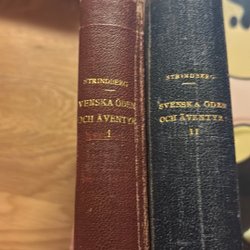 STRINDBERG
SVENSKA ÖDEN
OCH ÄVENTYR
I
STRINDBERG
SVENSKA ÖDEN
OCH ÄVENTYR
II